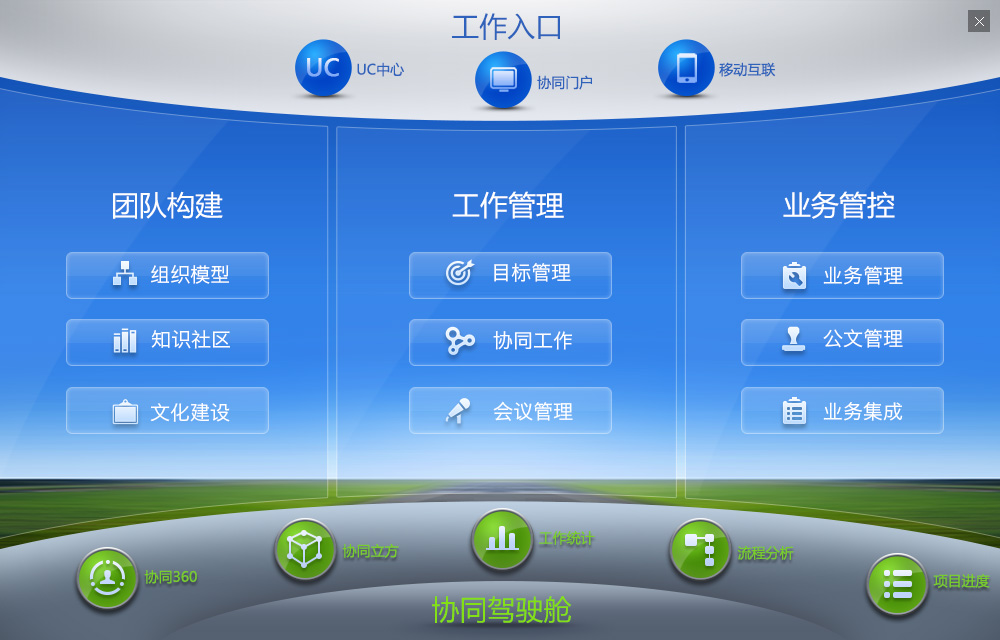 工作入口
UC
UC中心
协同门户
移动互联
团队构建
工作管理
业务管控
组织模型
目标管理
业务管理
知识社区
协同工作
公文管理
文化建设
会议管理
业务集成
协同360
协同立方
工作统计
流程分析
项目进度
协同驾驶舱